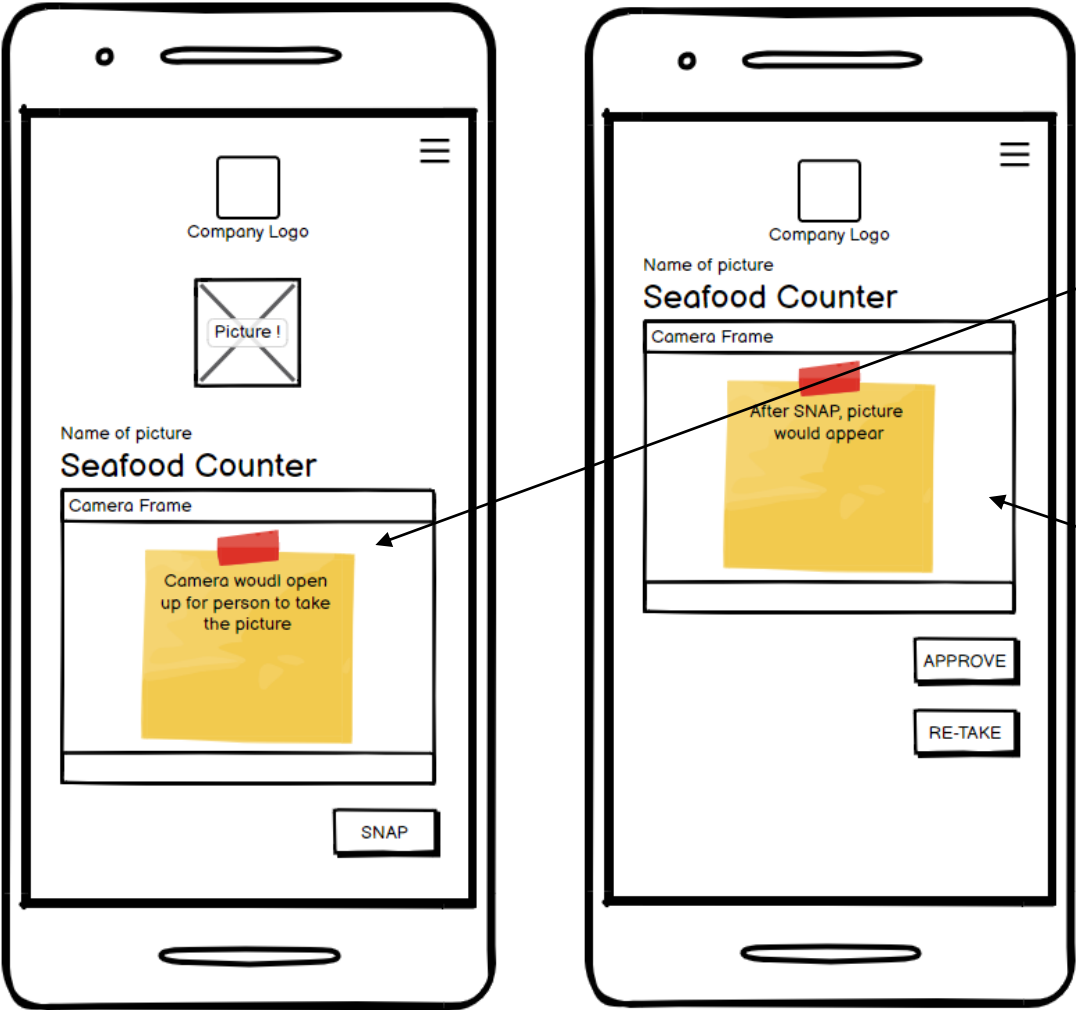 Company Logo
Picture !
Name of picture
Seafood Counter
Camera Frame
Camera woudl open
up for person to take
the picture
SNAP
Company Logo
Name of picture
Seafood Counter
Camera Frame
After SNAP, picture
would appear
APPROVE
RE-TAKE